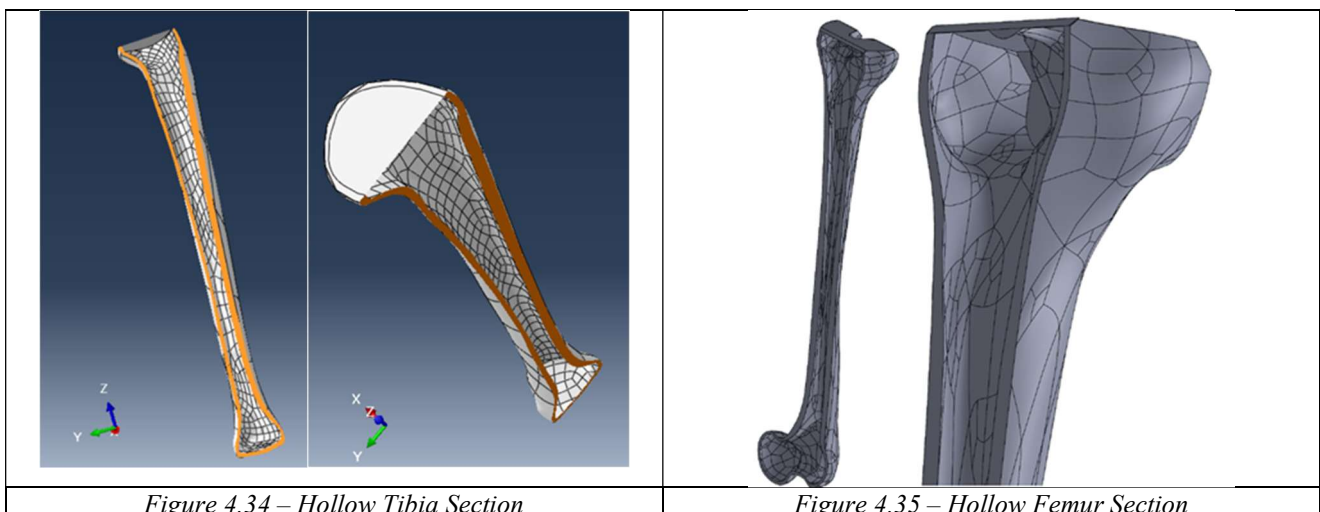 Z
Y
X
Z
Y
Figure 4.34 – Hollow Tibia Section
Figure 4.35 – Hollow Femur Section